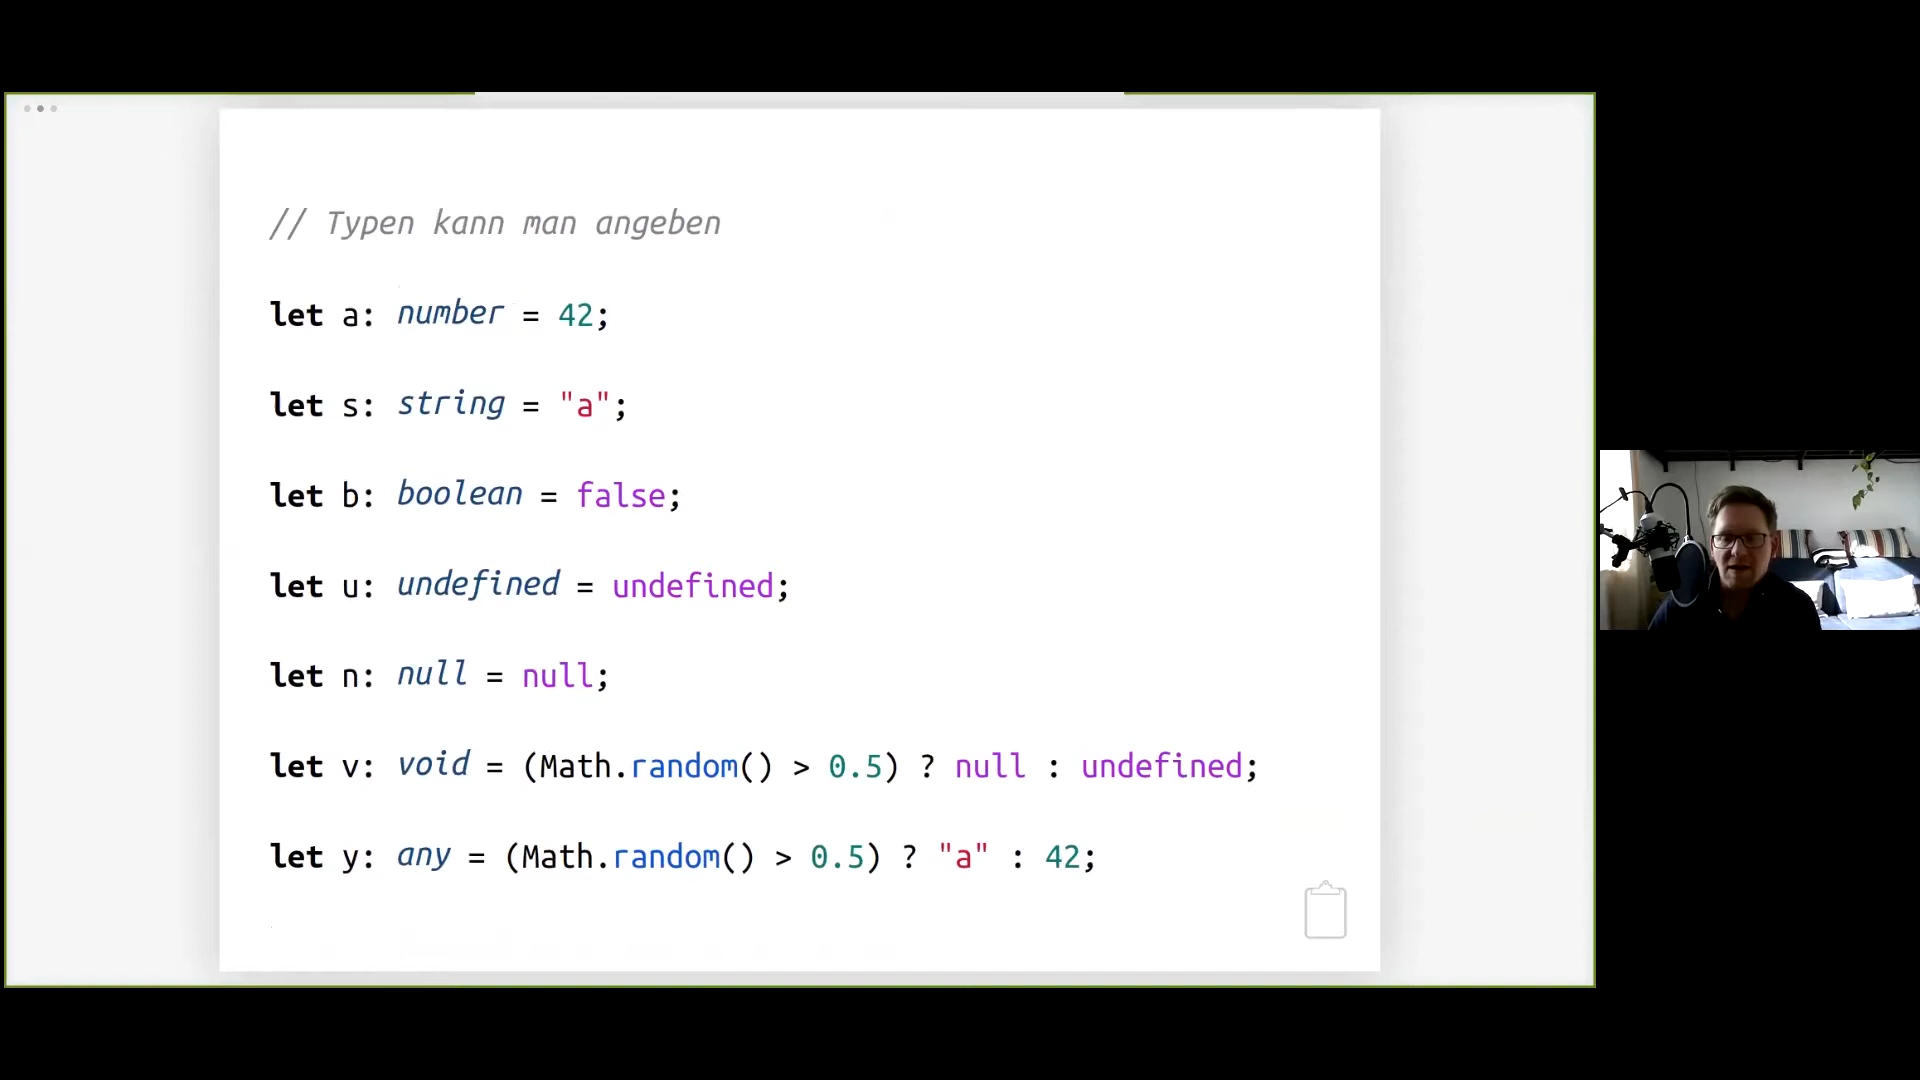 // Typen kann man angeben
let a: number = 42;
let s: string = "a";
let b: boolean = false;
let u: undefined = undefined;
let n: null = null;
let v: void = (Math.random() > 0.5) ? null : undefined;
let y: any = (Math.random() > 0.5) ? "a" : 42;